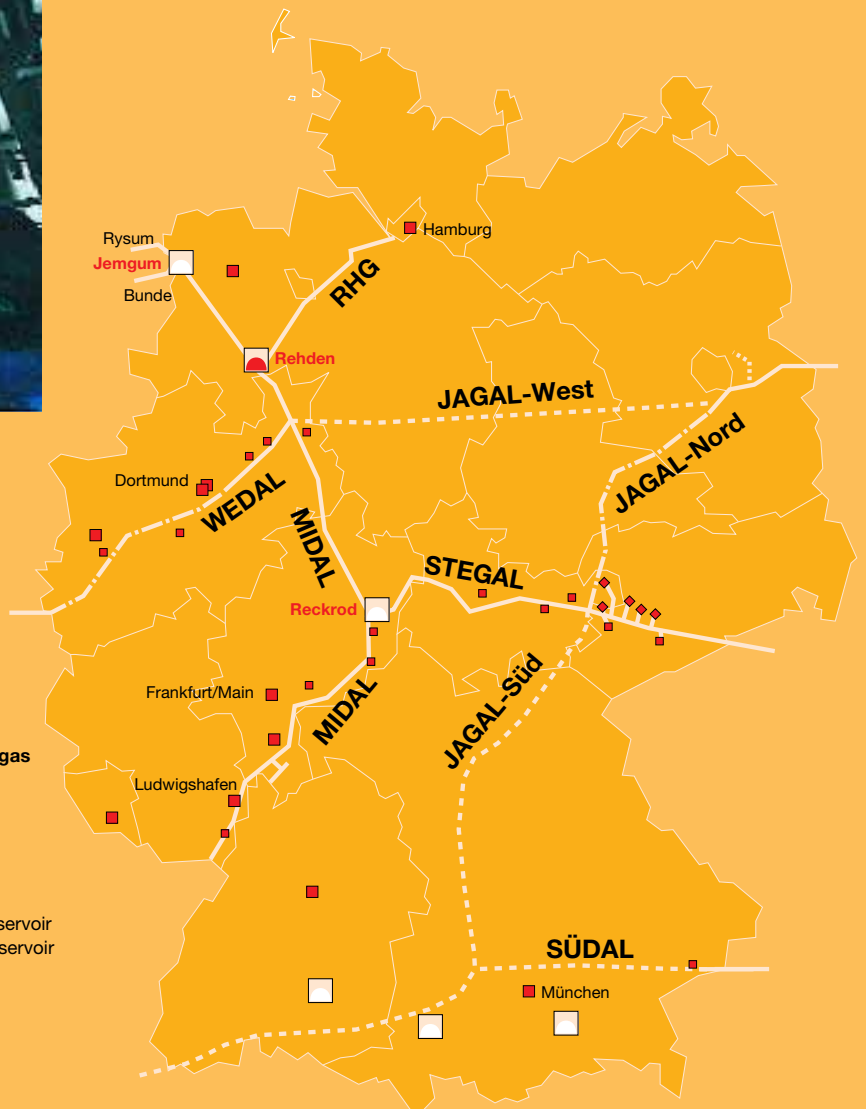 Hamburg
Rysum
Jemgum
Bunde
RHG
Rehden
JAGAL-West
JAGAL-Nord
Dortmund
WEDAL
MIDAL
STEGAL
Reckrod
JAGAL-Süd
Frankfurt/Main
MIDAL
gas
Ludwigshafen
servoir
servoir
SÜDAL
München